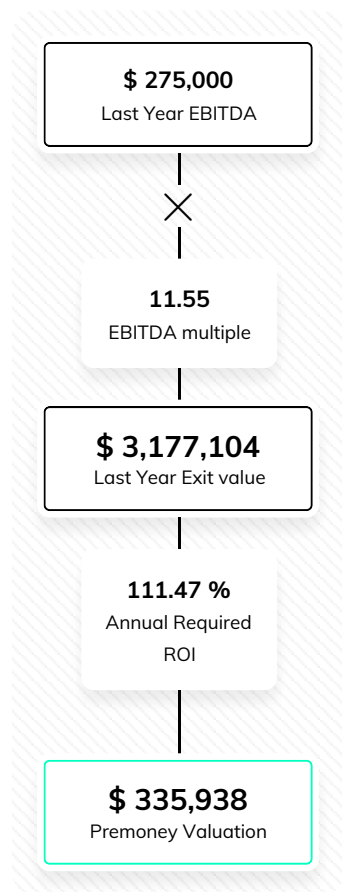 $ 275,000
Last Year EBITDA
11.55
EBITDA multiple
$ 3,177,104
Last Year Exit value
111.47 %
Annual Required
ROI
$ 335,938
Premoney Valuation